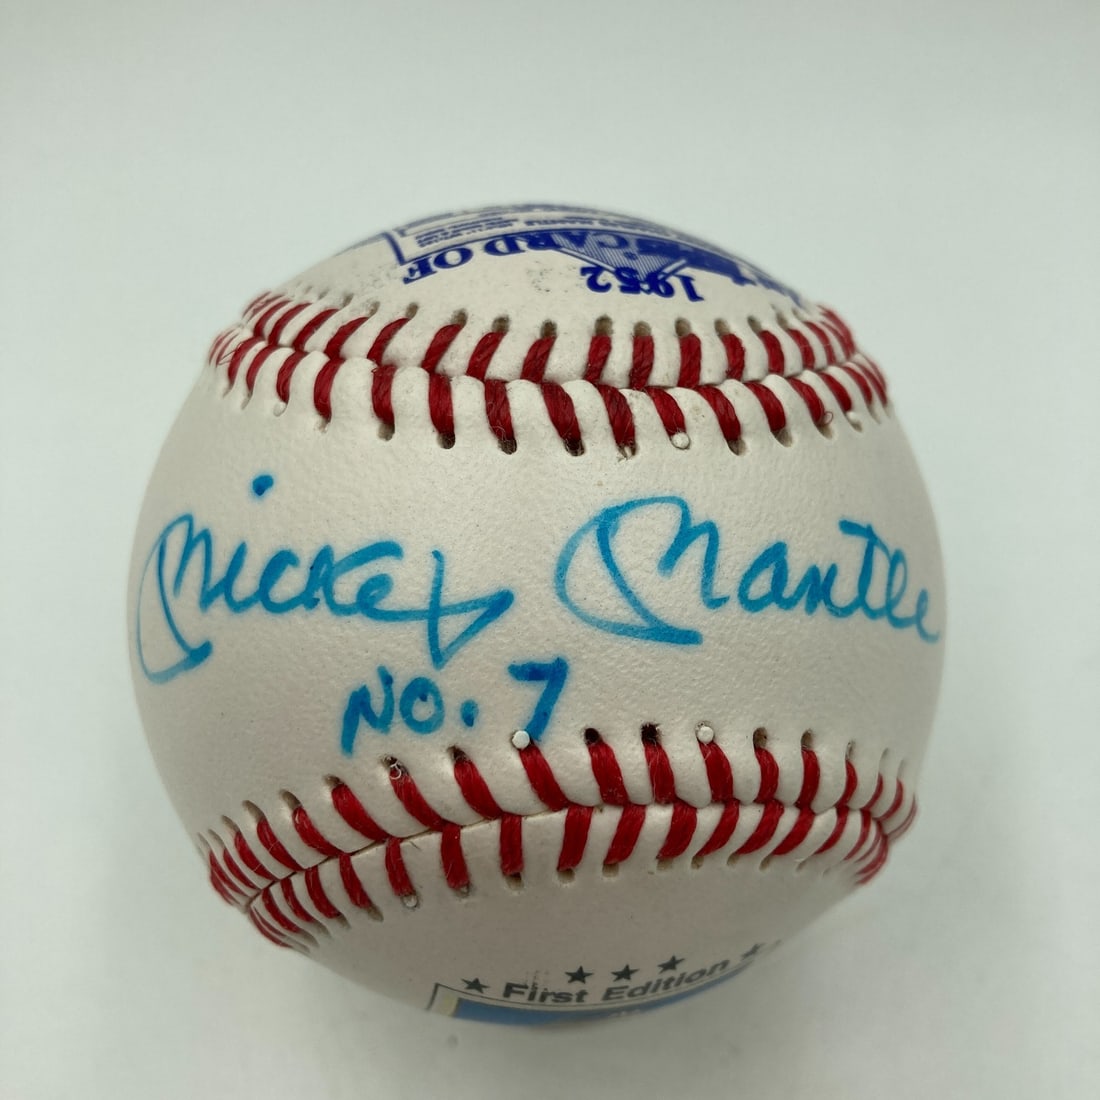 1952
CARD OF
Mickey Mantle
No. 7
First Edition